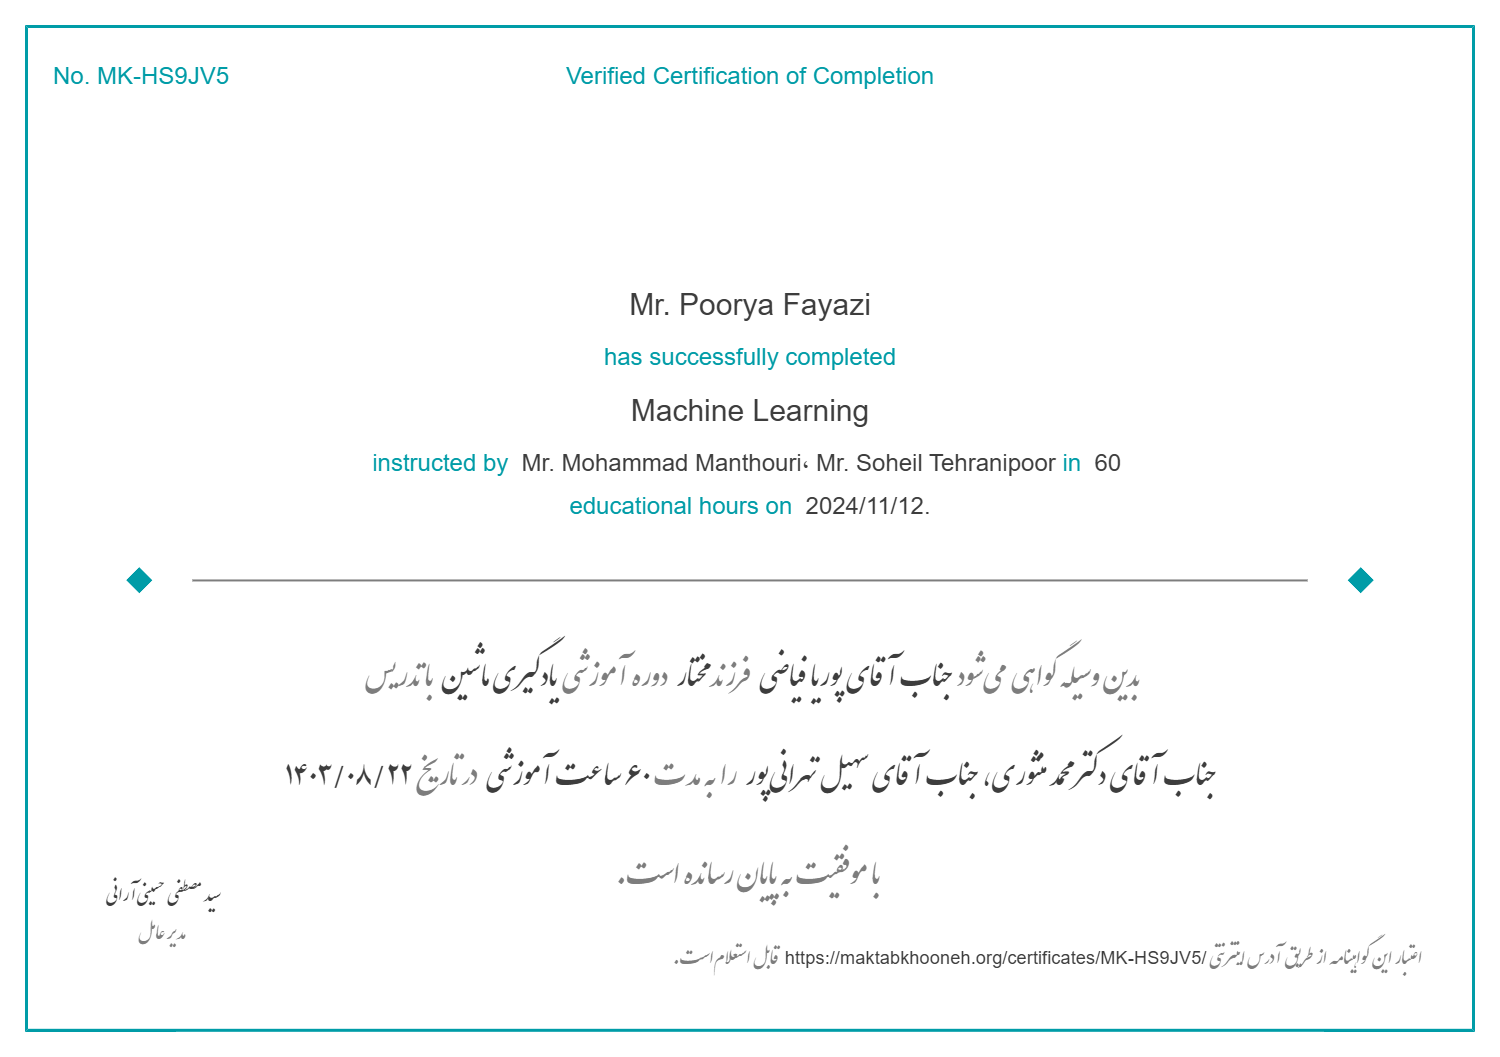 No. MK-HS9JV5
Verified Certification of Completion
Mr. Poorya Fayazi
has successfully completed
Machine Learning
instructed by Mr. Mohammad Manthouri، Mr. Soheil Tehranipoor in 60
educational hours on 2024/11/12.
بدین وسیله گواهی می‌شود جناب آقای پوریا فیاضی فرزند مختار دوره آموزشی یادگیری ماشین با تدریس
جناب آقای دکتر محمد منثوری، جناب آقای سهیل تهرانی‌پور را به مدت ۶۰ ساعت آموزشی در تاریخ ۱۴۰۳/۰۸/۲۲
با موفقیت به پایان رسانده است.
سید مصطفی حسینی آرانی
مدیر عامل
اعتبار این گواهینامه از طریق آدرس اینترنتی https://maktabkhooneh.org/certificates/MK-HS9JV5/ قابل استعلام است.